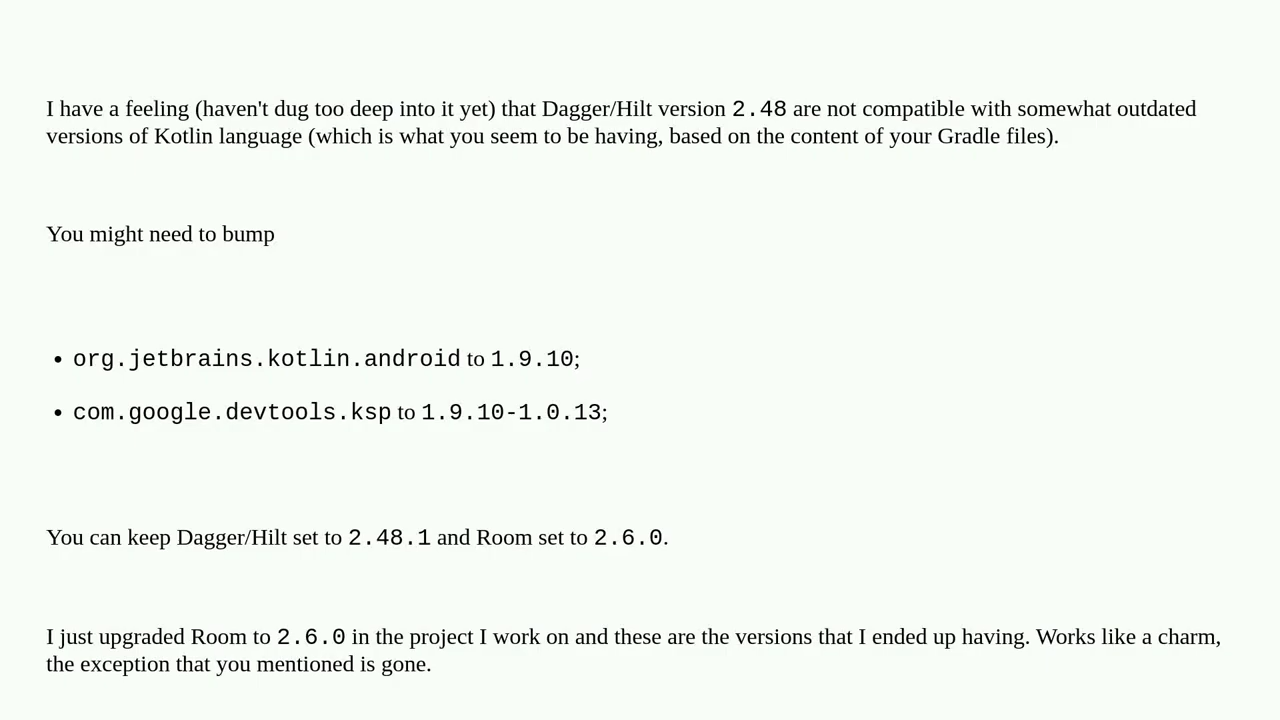 I have a feeling (haven't dug too deep into it yet) that Dagger/Hilt version 2.48 are not compatible with somewhat outdated
versions of Kotlin language (which is what you seem to be having, based on the content of your Gradle files).
You might need to bump
• org.jetbrains.kotlin.android to 1.9.10;
• com.google.devtools.ksp to 1.9.10-1.0.13;
You can keep Dagger/Hilt set to 2.48.1 and Room set to 2.6.0.
I just upgraded Room to 2.6.0 in the project I work on and these are the versions that I ended up having. Works like a charm,
the exception that you mentioned is gone.